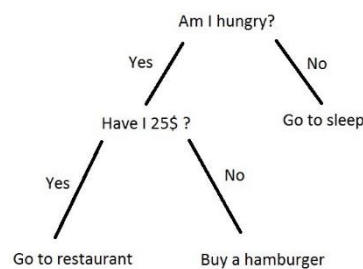 Am I hungry?
Yes
No
Have I 25$ ?
Go to sleep
Yes
No
Go to restaurant
Buy a hamburger